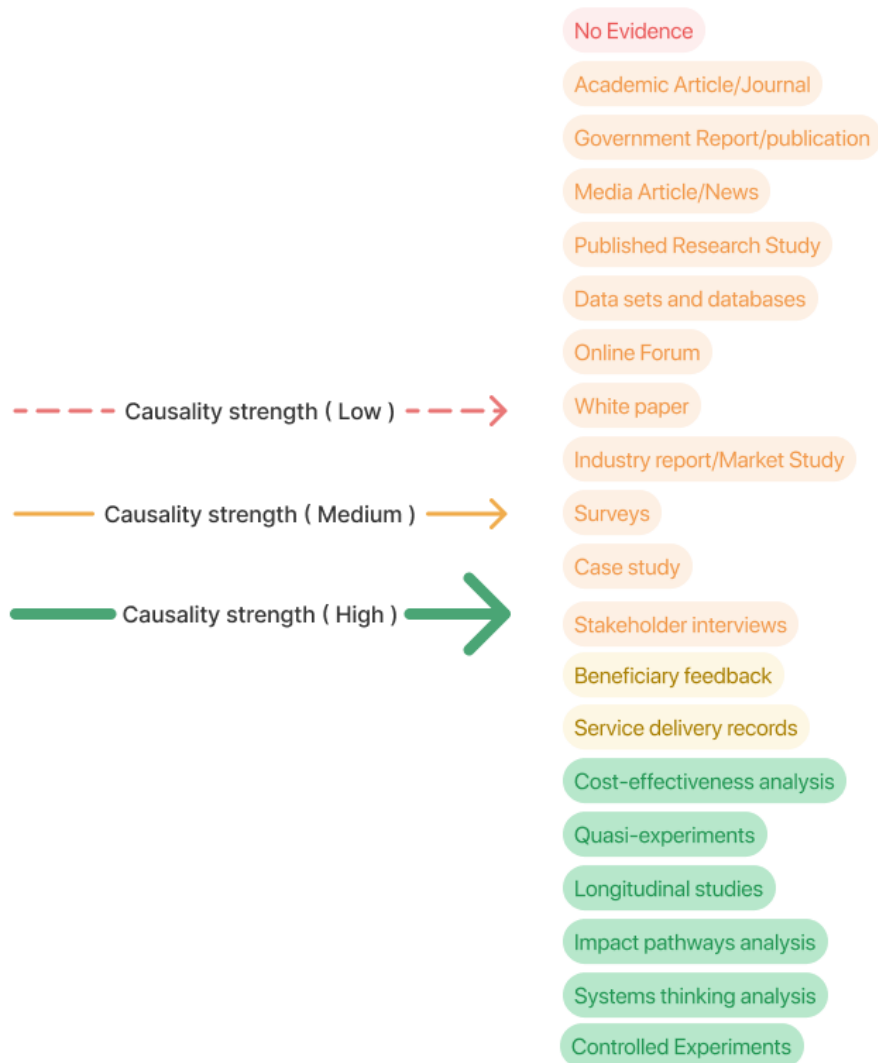 No Evidence
Academic Article/Journal
Government Report/publication
Media Article/News
Published Research Study
Data sets and databases
Online Forum
Causality strength ( Low )
White paper
Industry report/Market Study
Causality strength ( Medium )
Surveys
Case study
Causality strength ( High )
Stakeholder interviews
Beneficiary feedback
Service delivery records
Cost-effectiveness analysis
Quasi-experiments
Longitudinal studies
Impact pathways analysis
Systems thinking analysis
Controlled Experiments